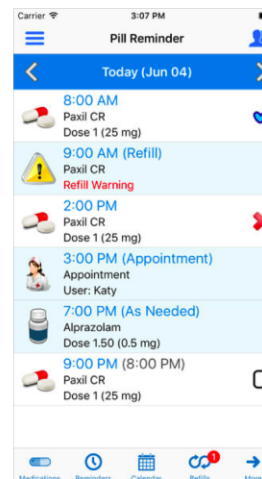 Carrier 3:07 PM
Pill Reminder
Today (Jun 04)
8:00 AM
Paxil CR
Dose 1 (25 mg)
9:00 AM (Refill)
Paxil CR
Refill Warning
2:00 PM
Paxil CR
Dose 1 (25 mg)
3:00 PM (Appointment)
Appointment
User: Katy
7:00 PM (As Needed)
Alprazolam
Dose 1.50 (0.5 mg)
9:00 PM (8:00 PM)
Paxil CR
Dose 1 (25 mg)
1
Medications Reminders Calendar Refills More